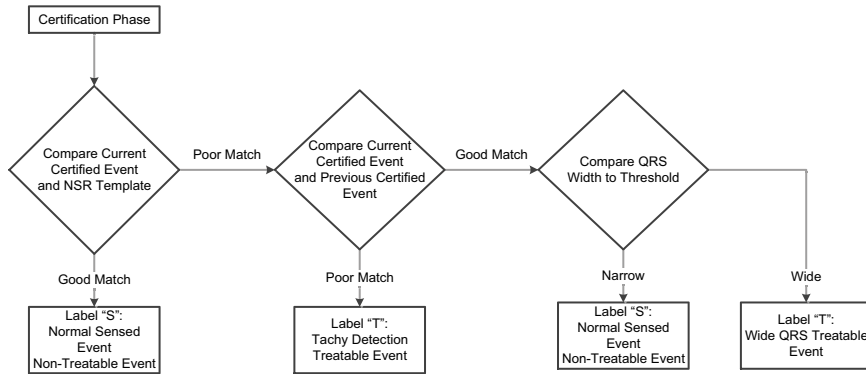 Certification Phase
Compare Current
Certified Event
and NSR Template
Poor Match
Compare Current
Certified Event
and Previous Certified
Event
Good Match
Compare QRS
Width to Threshold
Good Match
Poor Match
Narrow
Wide
Label “S”:
Normal Sensed
Event
Non-Treatable Event
Label “T”:
Tachy Detection
Treatable Event
Label “S”:
Normal Sensed
Event
Non-Treatable Event
Label “T”:
Wide QRS Treatable
Event